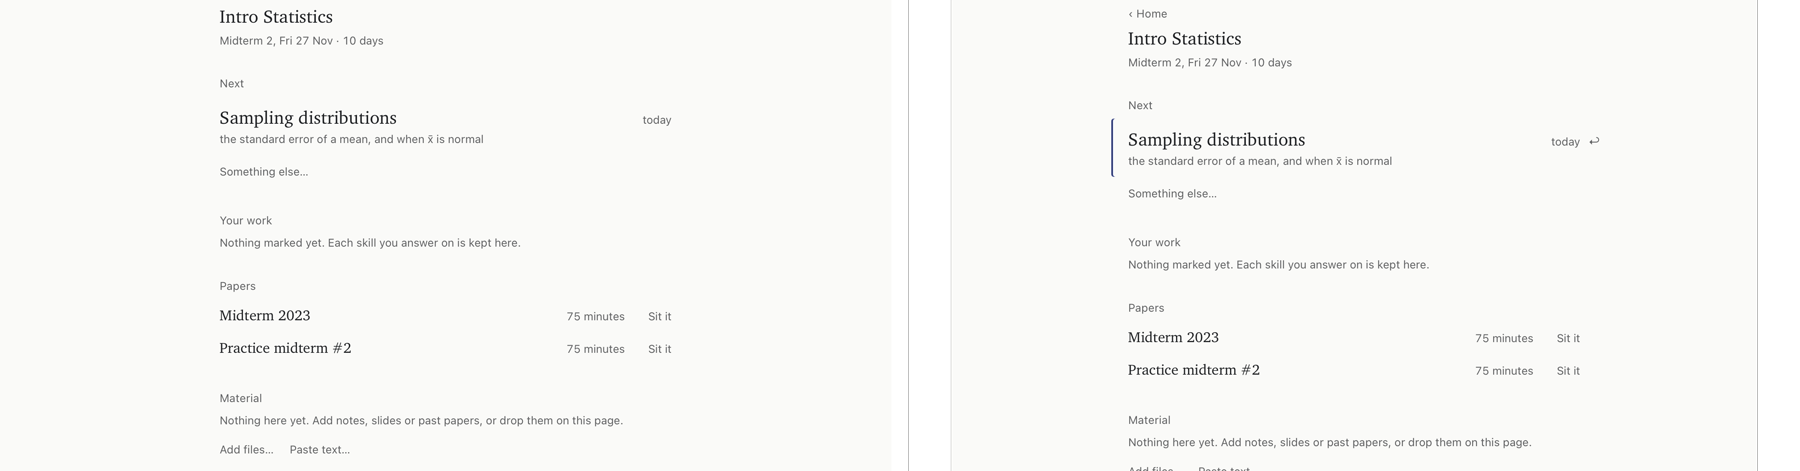 Intro Statistics
Midterm 2, Fri 27 Nov · 10 days
Next
Sampling distributions today
the standard error of a mean, and when x̄ is normal
Something else...
Your work
Nothing marked yet. Each skill you answer on is kept here.
Papers
Midterm 2023 75 minutes Sit it
Practice midterm #2 75 minutes Sit it
Material
Nothing here yet. Add notes, slides or past papers, or drop them on this page.
Add files... Paste text...
‹ Home
Intro Statistics
Midterm 2, Fri 27 Nov · 10 days
Next
Sampling distributions today ↩
the standard error of a mean, and when x̄ is normal
Something else...
Your work
Nothing marked yet. Each skill you answer on is kept here.
Papers
Midterm 2023 75 minutes Sit it
Practice midterm #2 75 minutes Sit it
Material
Nothing here yet. Add notes, slides or past papers, or drop them on this page.